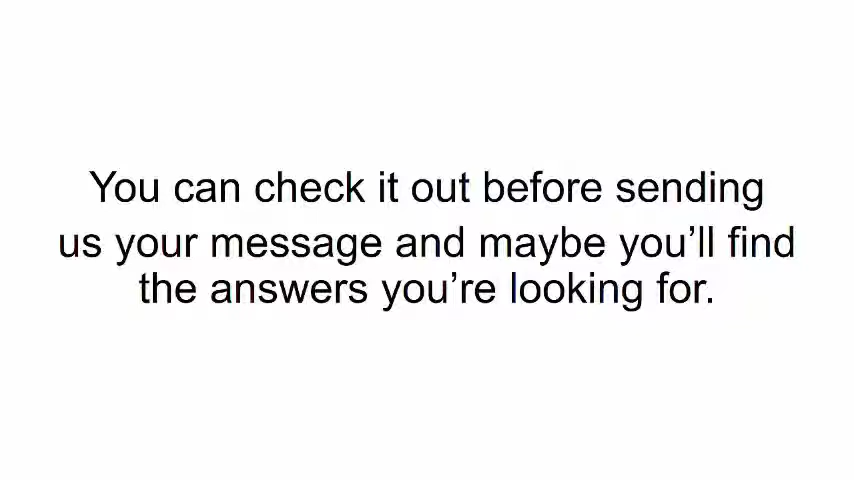 You can check it out before sending
us your message and maybe you’ll find
the answers you’re looking for.